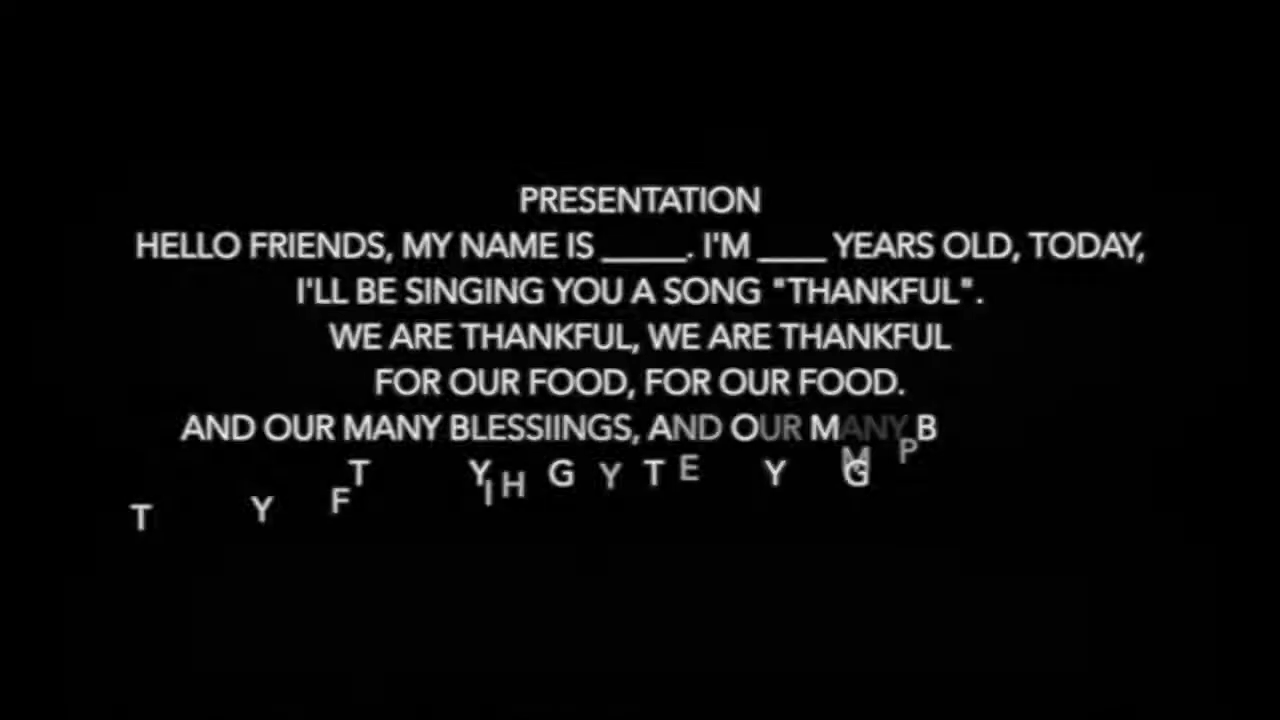 PRESENTATION
HELLO FRIENDS, MY NAME IS _____. I'M ____ YEARS OLD, TODAY,
I'LL BE SINGING YOU A SONG "THANKFUL".
WE ARE THANKFUL, WE ARE THANKFUL
FOR OUR FOOD, FOR OUR FOOD.
AND OUR MANY BLESSIINGS, AND OUR MANY B